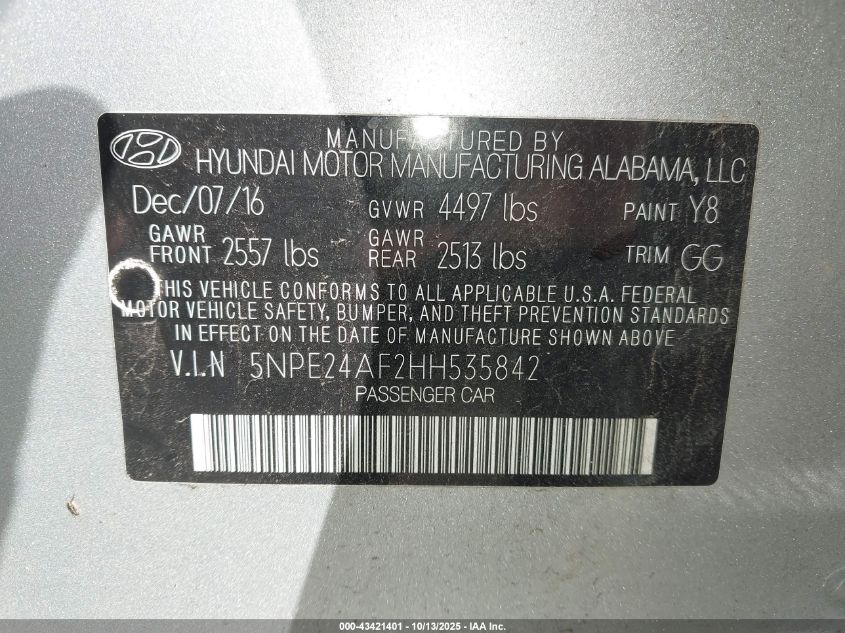 MANUFACTURED BY
HYUNDAI MOTOR MANUFACTURING ALABAMA, LLC
Dec/07/16 GVWR 4497 lbs PAINT Y8
GAWR FRONT 2557 lbs GAWR REAR 2513 lbs TRIM GG
THIS VEHICLE CONFORMS TO ALL APPLICABLE U.S.A. FEDERAL
MOTOR VEHICLE SAFETY, BUMPER, AND THEFT PREVENTION STANDARDS
IN EFFECT ON THE DATE OF MANUFACTURE SHOWN ABOVE.
V.I.N 5NPE24AF2HH535842
PASSENGER CAR
000-43421401 - 10/13/2025 - IAA Inc.